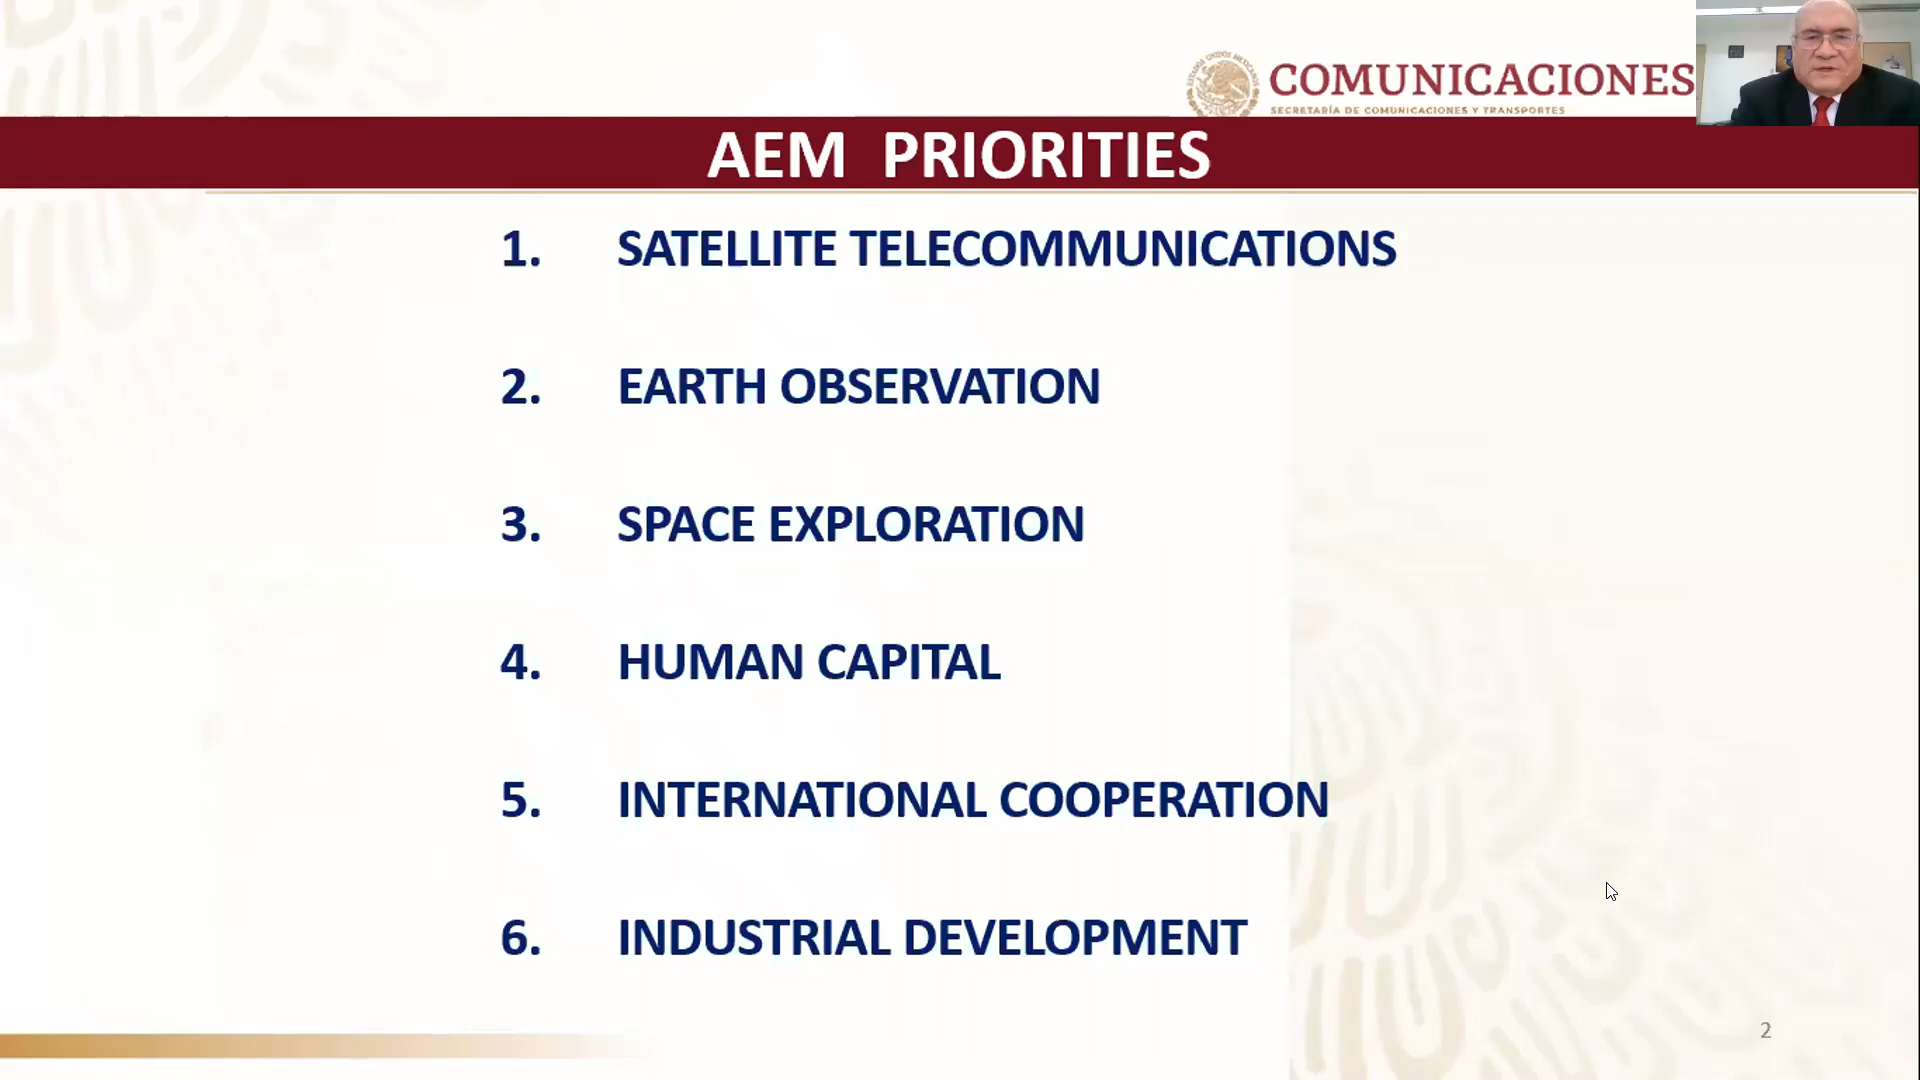 COMUNICACIONES
SECRETARÍA DE COMUNICACIONES Y TRANSPORTES
AEM PRIORITIES
1. SATELLITE TELECOMMUNICATIONS
2. EARTH OBSERVATION
3. SPACE EXPLORATION
4. HUMAN CAPITAL
5. INTERNATIONAL COOPERATION
6. INDUSTRIAL DEVELOPMENT
2